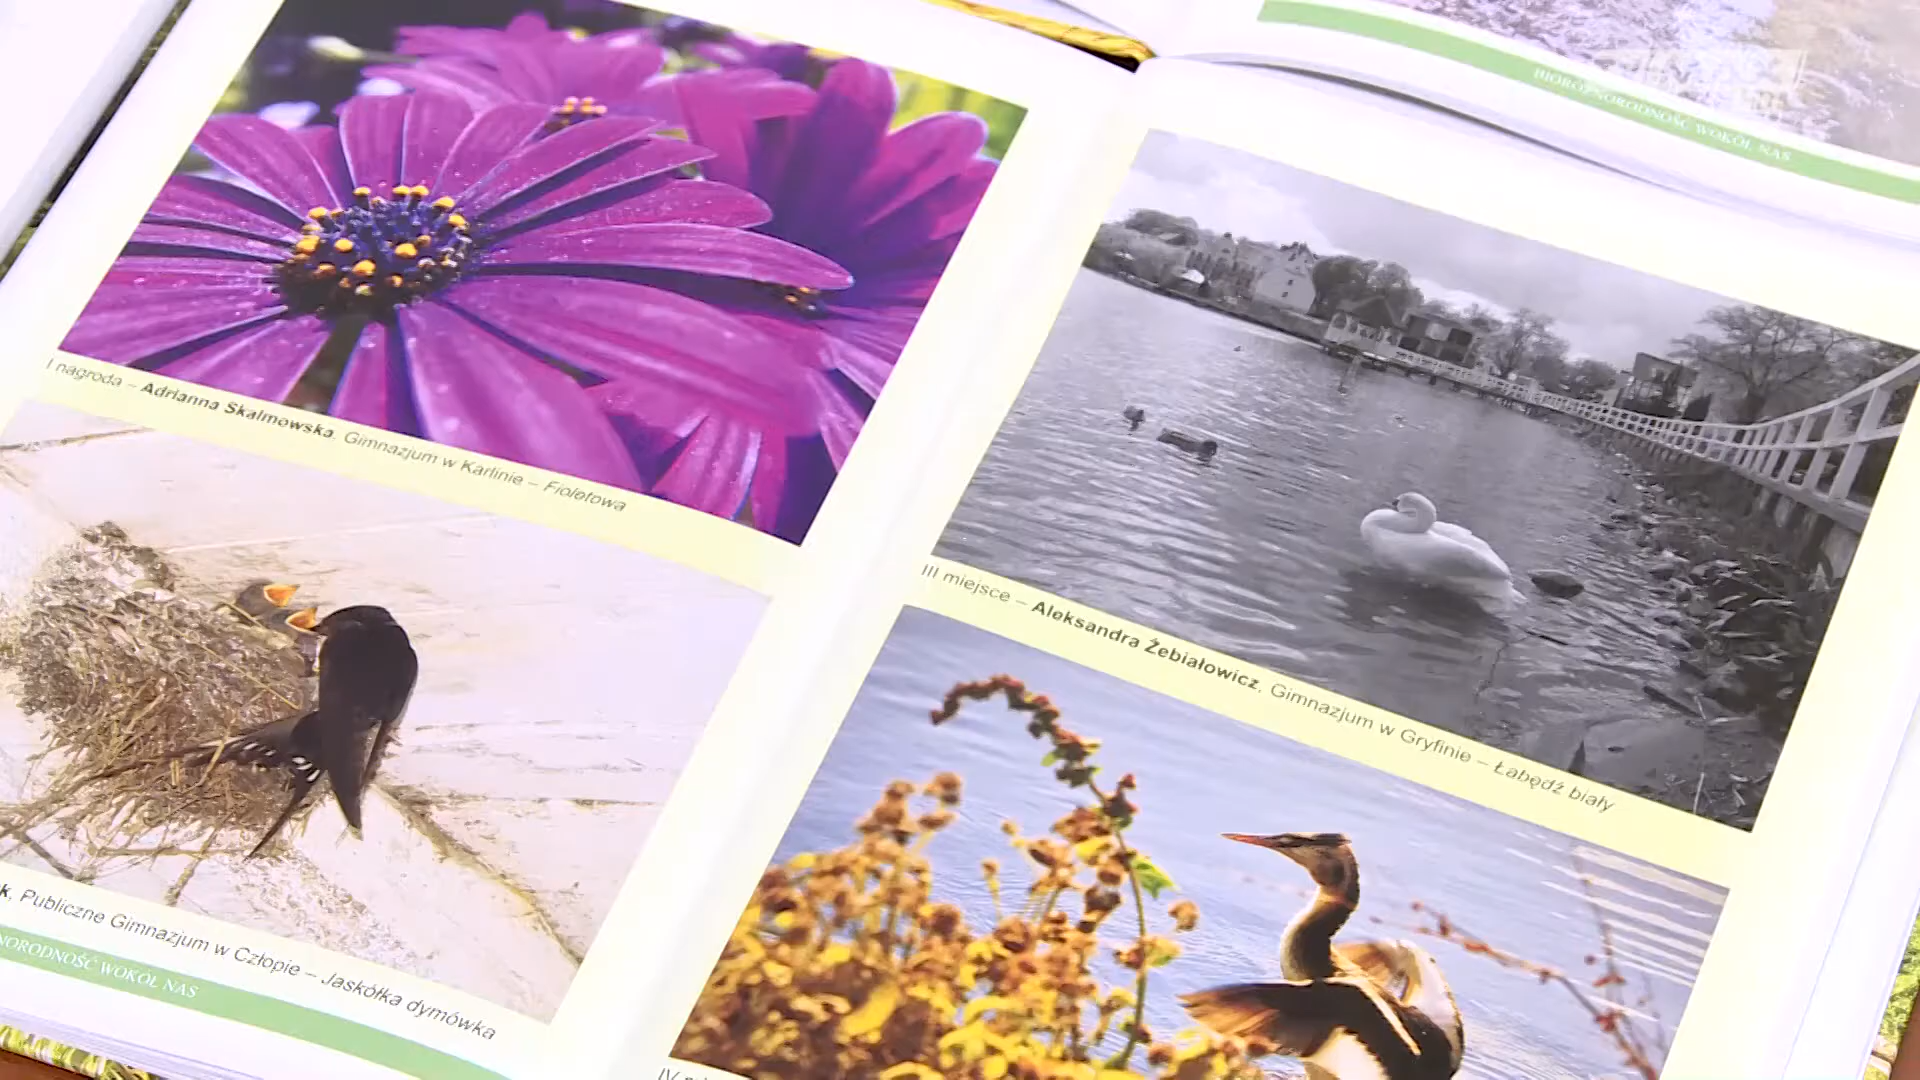 I nagroda – Adrianna Skalmowska, Gimnazjum w Karlinie – Fioletowa
k, Publiczne Gimnazjum w Człopie – Jaskółka dymówka
NORODNOŚĆ WOKÓŁ NAS
BIORÓŻNORODNOŚĆ WOKÓŁ NAS
III miejsce – Aleksandra Żebiałowicz, Gimnazjum w Gryfinie – Łabędź biały
IV